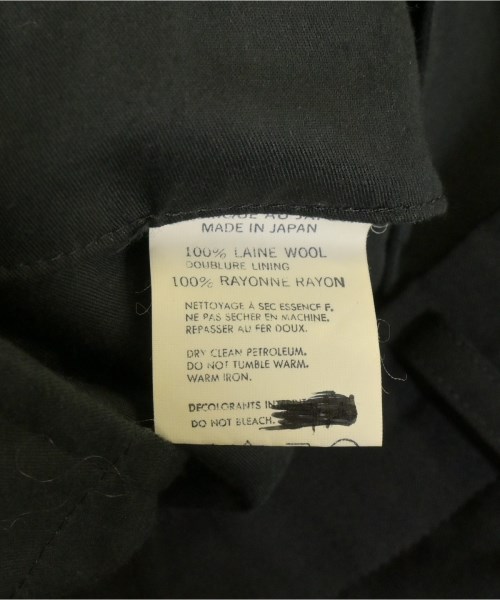 MADE IN JAPAN
100% LAINE WOOL
DOUBLURE LINING
100% RAYONNE RAYON
NETTOYAGE À SEC ESSENCE F.
NE PAS SÉCHER EN MACHINE.
REPASSER AU FER DOUX.
DRY CLEAN PETROLEUM.
DO NOT TUMBLE WARM.
WARM IRON.
DECOLORANTS
DO NOT BLEACH.